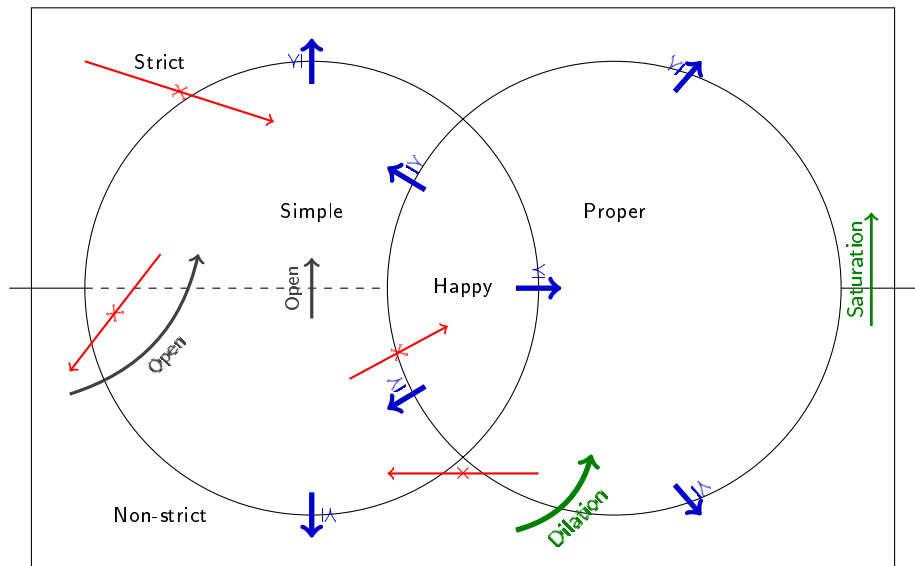 Strict
Simple
Proper
Open
Happy
Saturation
Open
Non-strict
Dilation